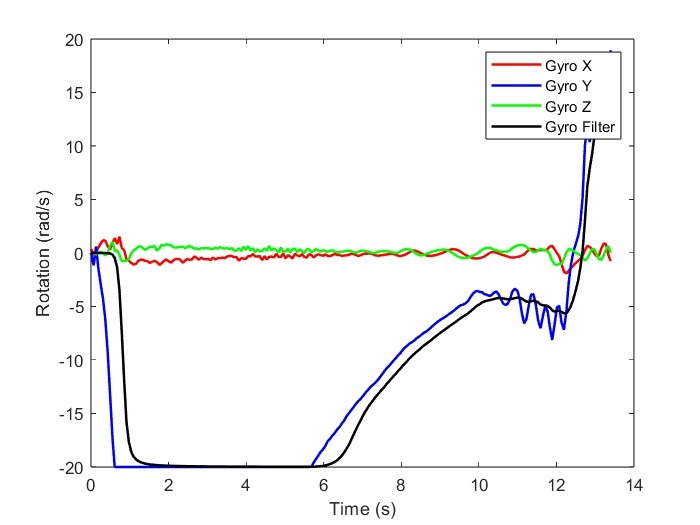 20
15
10
5
0
-5
-10
-15
-20
Rotation (rad/s)
Gyro X
Gyro Y
Gyro Z
Gyro Filter
0 2 4 6 8 10 12 14
Time (s)